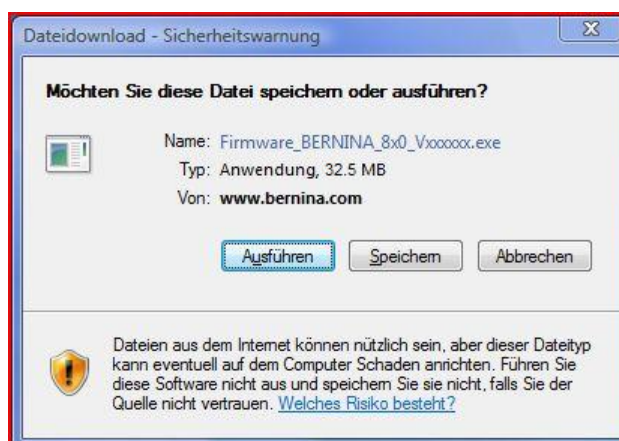 Dateidownload - Sicherheitswarnung
Möchten Sie diese Datei speichern oder ausführen?
Name: Firmware_BERNINA_8x0_Vxxxxxx.exe
Typ: Anwendung, 32.5 MB
Von: www.bernina.com
Ausführen Speichern Abbrechen
Dateien aus dem Internet können nützlich sein, aber dieser Dateityp
kann eventuell auf dem Computer Schaden anrichten. Führen Sie
diese Software nicht aus und speichern Sie sie nicht, falls Sie der
Quelle nicht vertrauen. Welches Risiko besteht?